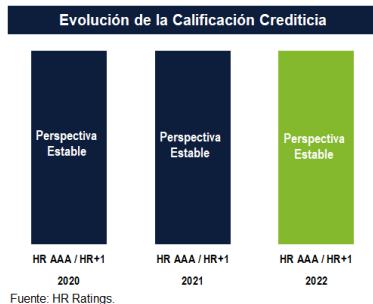 Evolución de la Calificación Crediticia
Perspectiva
Estable
Perspectiva
Estable
Perspectiva
Estable
HR AAA / HR+1
HR AAA / HR+1
HR AAA / HR+1
2020
2021
2022
Fuente: HR Ratings.